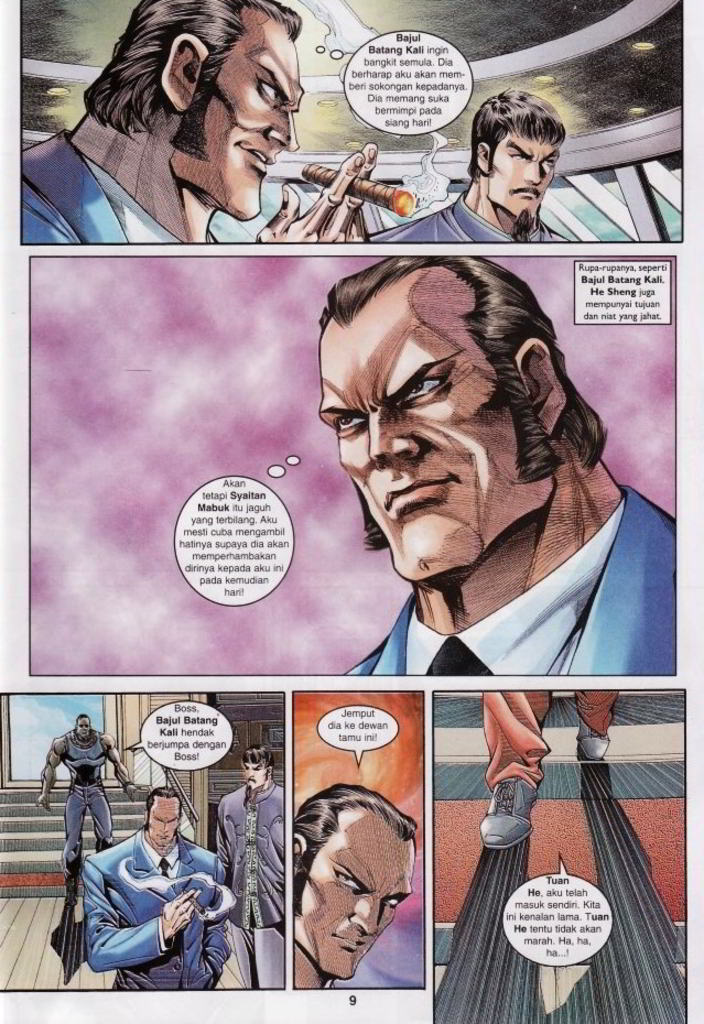 Bajul
Batang Kali ingin
bangkit semula. Dia
berharap aku akan mem-
beri sokongan kepadanya.
Dia memang suka
bermimpi pada
siang hari!
Rupa-rupanya, seperti
Bajul Batang Kali,
He Sheng juga
mempunyai tujuan
dan niat yang jahat.
Akan
tetapi Syaitan
Mabuk itu jaguh
yang terbilang. Aku
mesti cuba mengambil
hatinya supaya dia akan
memperhambakan
dirinya kepada aku ini
pada kemudian
hari!
Boss,
Bajul Batang
Kali hendak
berjumpa dengan
Boss!
Jemput
dia ke dewan
tamu ini!
Tuan
He, aku telah
masuk sendiri. Kita
ini kenalan lama. Tuan
He tentu tidak akan
marah. Ha, ha,
ha...!
9